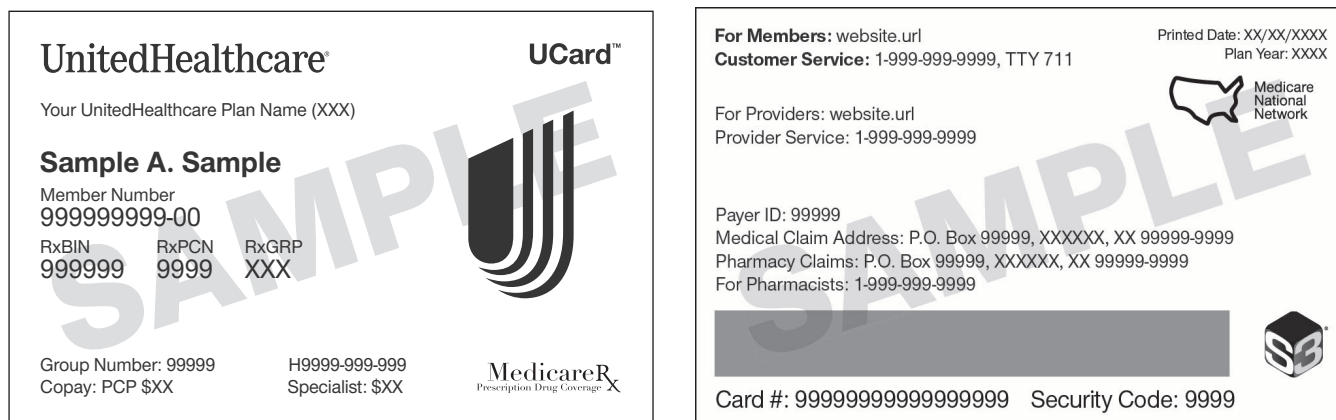 UnitedHealthcare®
UCard™
Your UnitedHealthcare Plan Name (XXX)
Sample A. Sample
Member Number
999999999-00
RxBIN RxPCN RxGRP
999999 9999 XXX
Group Number: 99999 H9999-999-999
Copay: PCP $XX Specialist: $XX
MedicareRx
Prescription Drug Coverage
SAMPLE
For Members: website.url
Customer Service: 1-999-999-9999, TTY 711
Printed Date: XX/XX/XXXX
Plan Year: XXXX
Medicare
National
Network
For Providers: website.url
Provider Service: 1-999-999-9999
Payer ID: 99999
Medical Claim Address: P.O. Box 99999, XXXXXX, XX 99999-9999
Pharmacy Claims: P.O. Box 99999, XXXXXX, XX 99999-9999
For Pharmacists: 1-999-999-9999
S3®
Card #: 99999999999999999 Security Code: 9999
SAMPLE